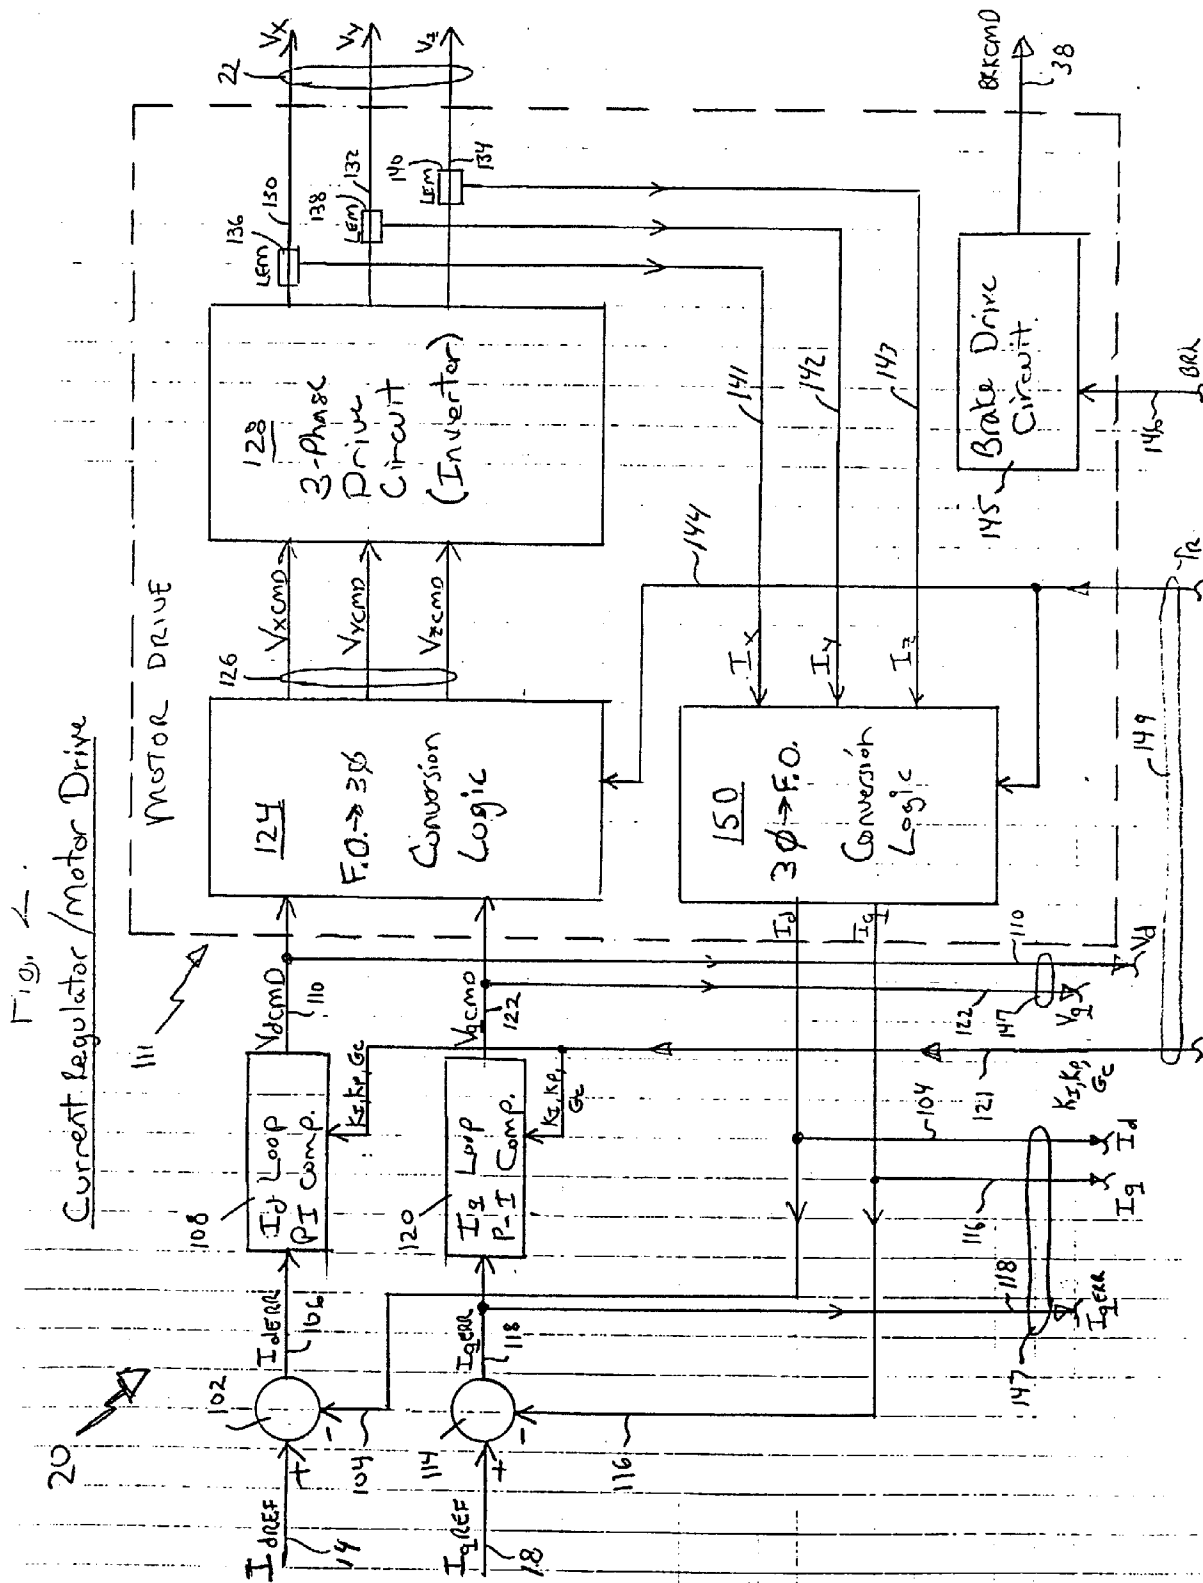 Fig. 2
Current Regulator / Motor Drive
20
111
MOTOR DRIVE
IdREF
14
+
-
102
104
IdERR
106
108
Id Loop
PI Comp.
KI, KP, Gc
VdCMD
110
124
F.O. → 3Ø
Conversion
Logic
126
VXCMD
VYCMD
VZCMD
128
3-Phase
Drive
Circuit
(Inverter)
LEM
136
130
LEM
138
132
LEM
140
134
22
VX
VY
VZ
IqREF
18
+
-
114
116
IqERR
118
120
Iq Loop
P-I Comp.
KI, KP,
Gc
VqCMD
122
150
3Ø → F.O.
Conversion
Logic
Id
Iq
IX
IY
IZ
141
142
143
144
145
Brake Drive
Circuit
146
BRK
BRKCMD
38
147
118
IqERR
116
Iq
104
Id
121
KI, KP,
Gc
122
147
Vq
110
Vd
149
TR